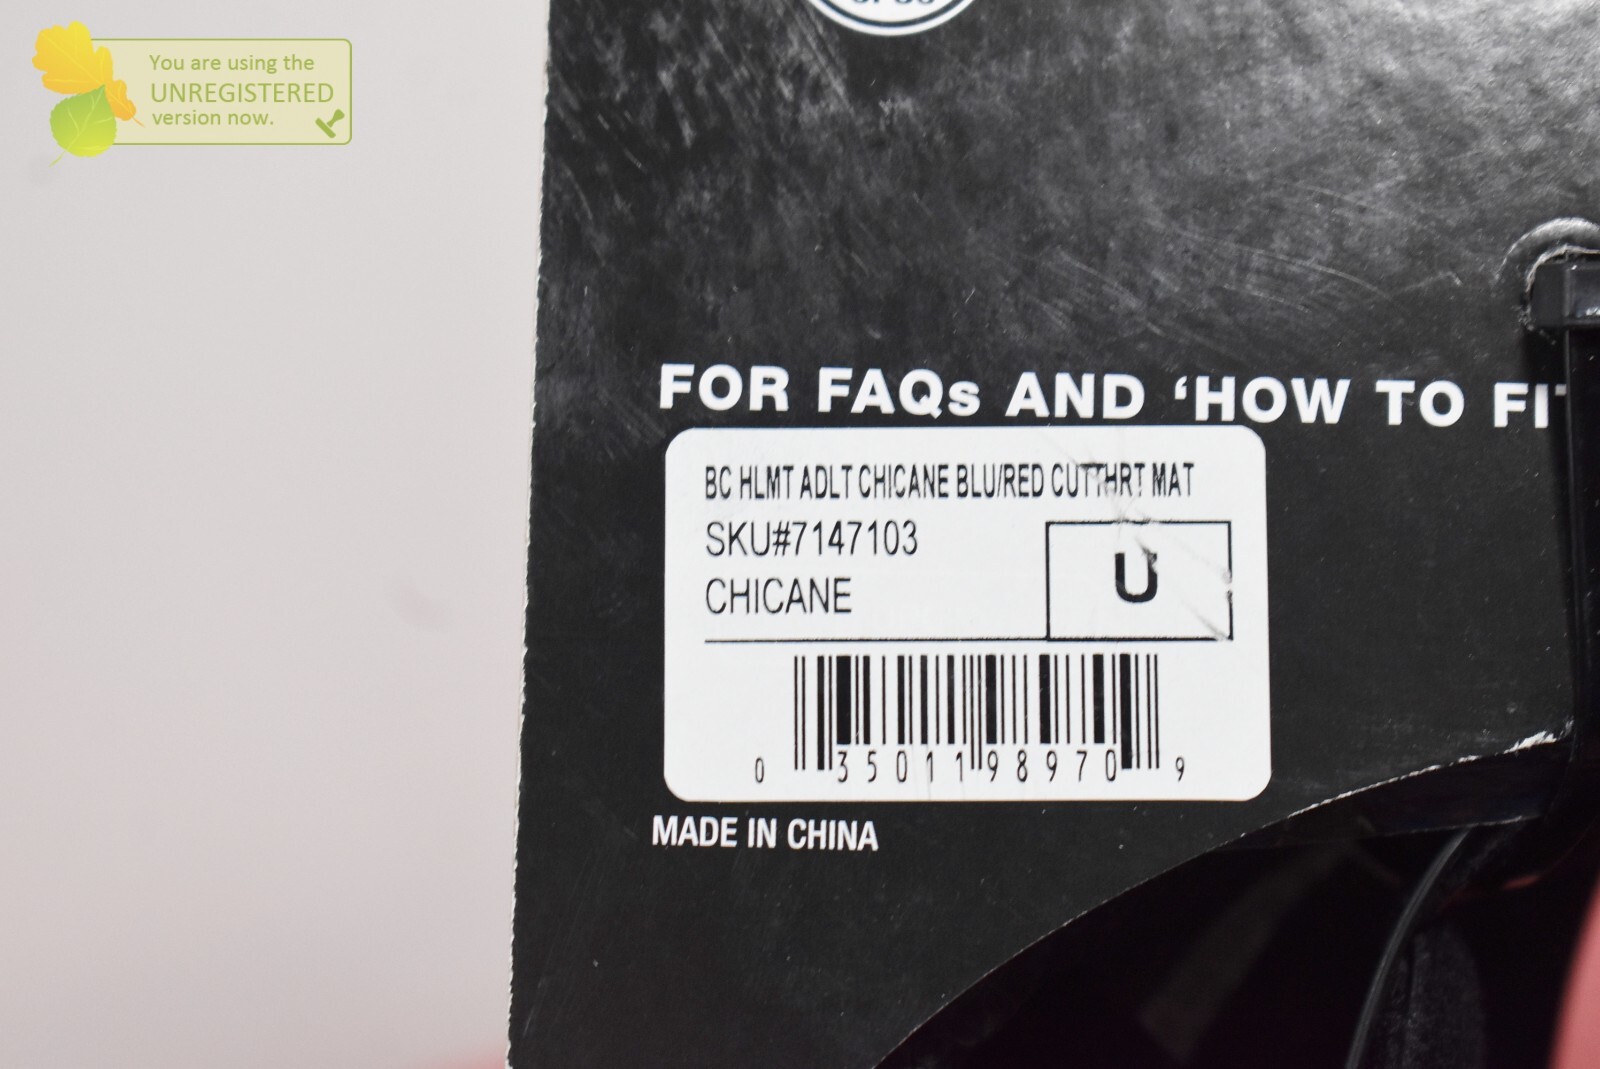 You are using the
UNREGISTERED
version now.
FOR FAQs AND ‘HOW TO FIT
BC HLMT ADLT CHICANE BLU/RED CUTTHRT MAT
SKU#7147103
U
CHICANE
0 35011 98970 9
MADE IN CHINA